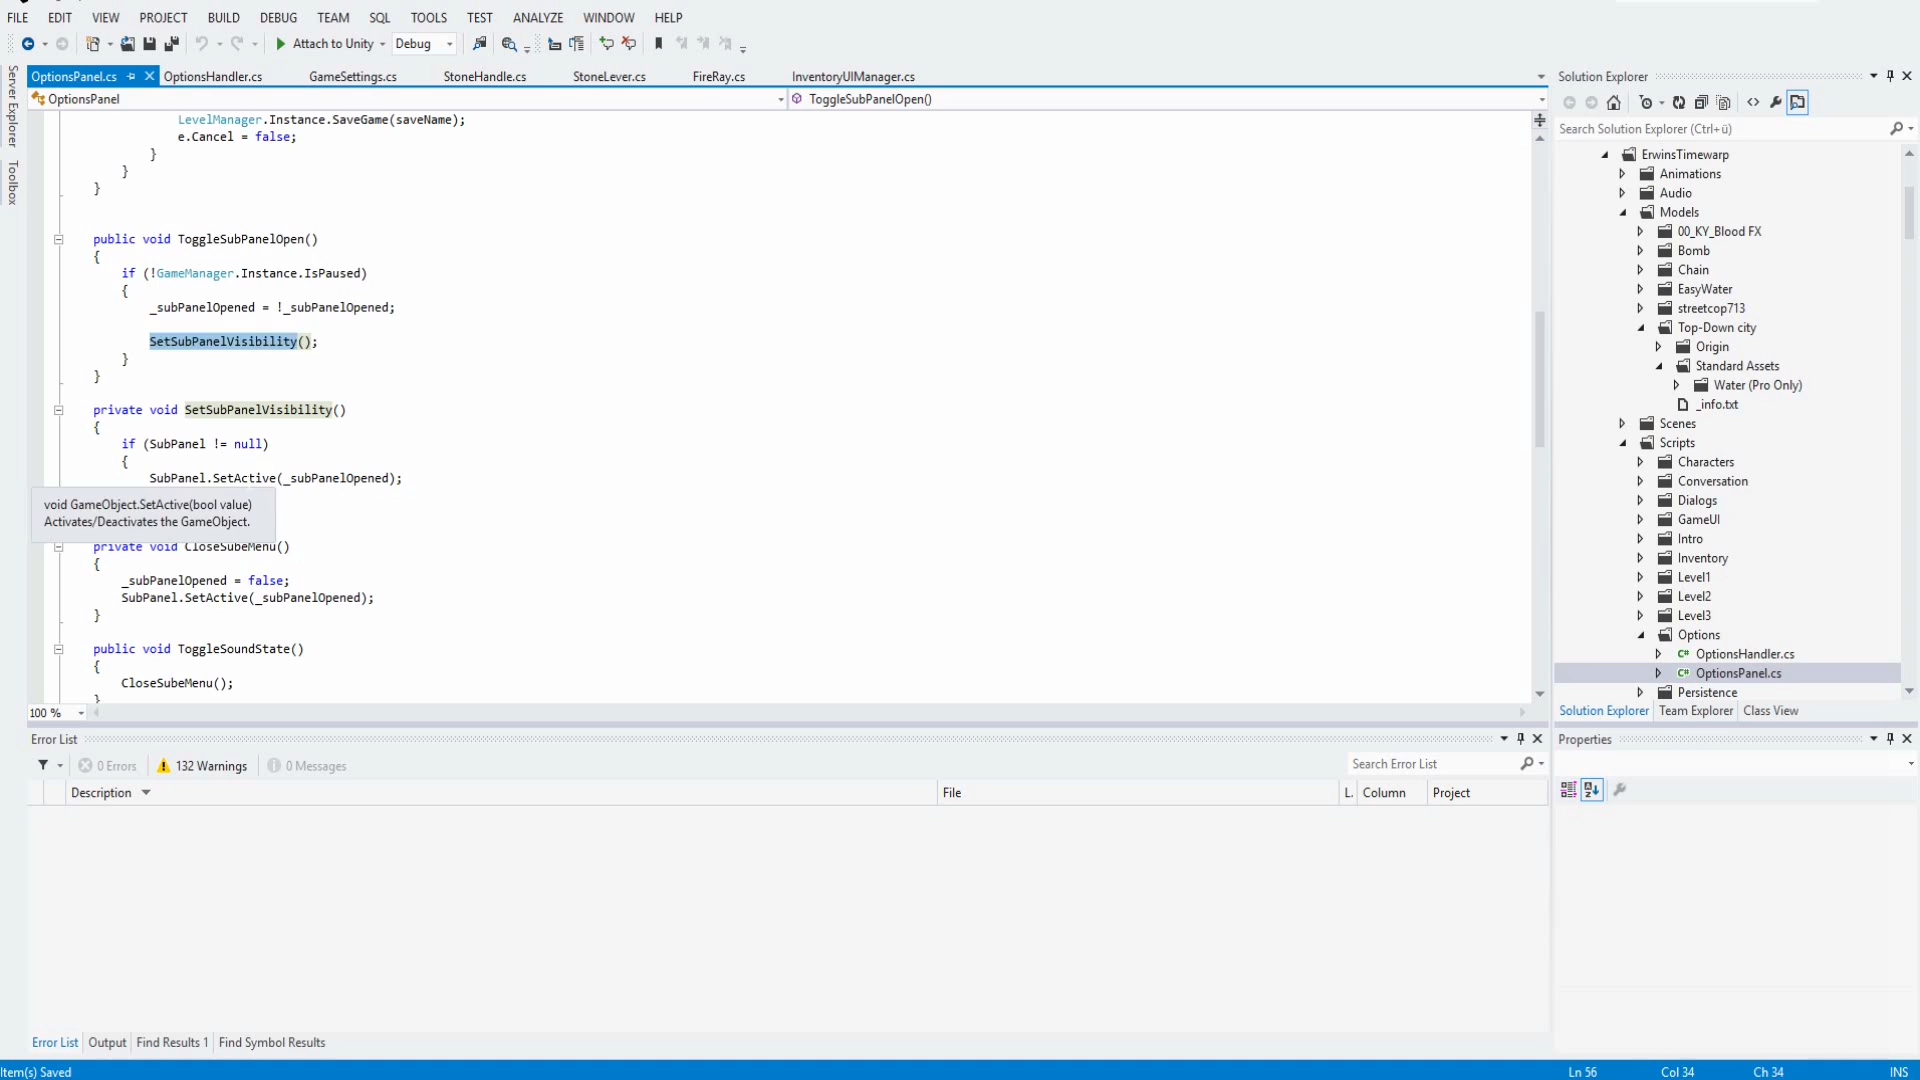 FILE EDIT VIEW PROJECT BUILD DEBUG TEAM SQL TOOLS TEST ANALYZE WINDOW HELP
Attach to Unity Debug
OptionsPanel.cs OptionsHandler.cs GameSettings.cs StoneHandle.cs StoneLever.cs FireRay.cs InventoryUIManager.cs
OptionsPanel ToggleSubPanelOpen()
Server Explorer
Toolbox
LevelManager.Instance.SaveGame(saveName);
e.Cancel = false;
}
}
}
public void ToggleSubPanelOpen()
{
if (!GameManager.Instance.IsPaused)
{
_subPanelOpened = !_subPanelOpened;
SetSubPanelVisibility();
}
}
private void SetSubPanelVisibility()
{
if (SubPanel != null)
{
SubPanel.SetActive(_subPanelOpened);
void GameObject.SetActive(bool value)
Activates/Deactivates the GameObject.
private void CloseSubeMenu()
{
_subPanelOpened = false;
SubPanel.SetActive(_subPanelOpened);
}
public void ToggleSoundState()
{
CloseSubeMenu();
}
100 %
Solution Explorer
Search Solution Explorer (Ctrl+ü)
ErwinsTimewarp
Animations
Audio
Models
00_KY_Blood FX
Bomb
Chain
EasyWater
streetcop713
Top-Down city
Origin
Standard Assets
Water (Pro Only)
_info.txt
Scenes
Scripts
Characters
Conversation
Dialogs
GameUI
Intro
Inventory
Level1
Level2
Level3
Options
C# OptionsHandler.cs
C# OptionsPanel.cs
Persistence
Solution Explorer Team Explorer Class View
Error List
0 Errors 132 Warnings 0 Messages Search Error List
Description File L. Column Project
Properties
Error List Output Find Results 1 Find Symbol Results
Item(s) Saved Ln 56 Col 34 Ch 34 INS